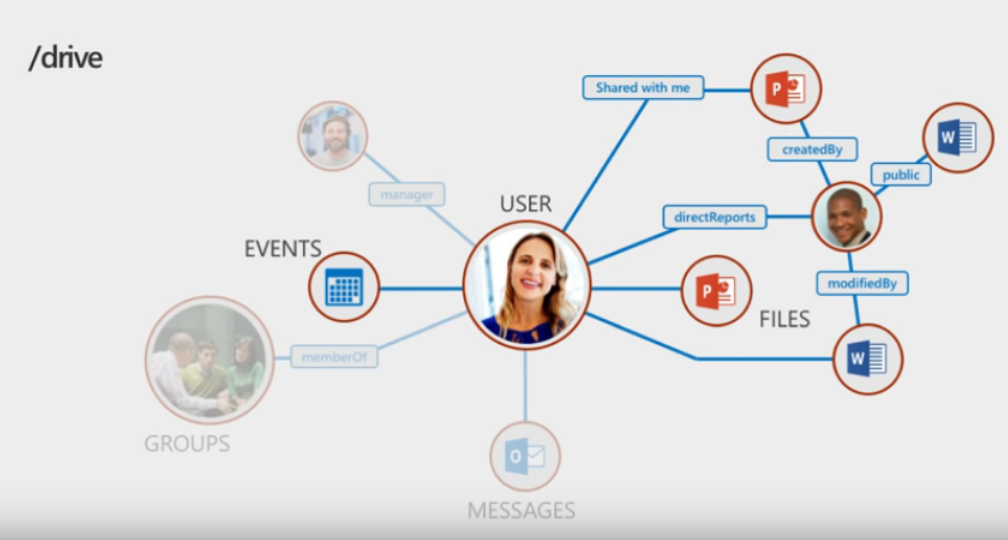 /drive
Shared with me
P
createdBy
W
public
manager
USER
directReports
EVENTS
P
modifiedBy
FILES
memberOf
W
GROUPS
O
MESSAGES